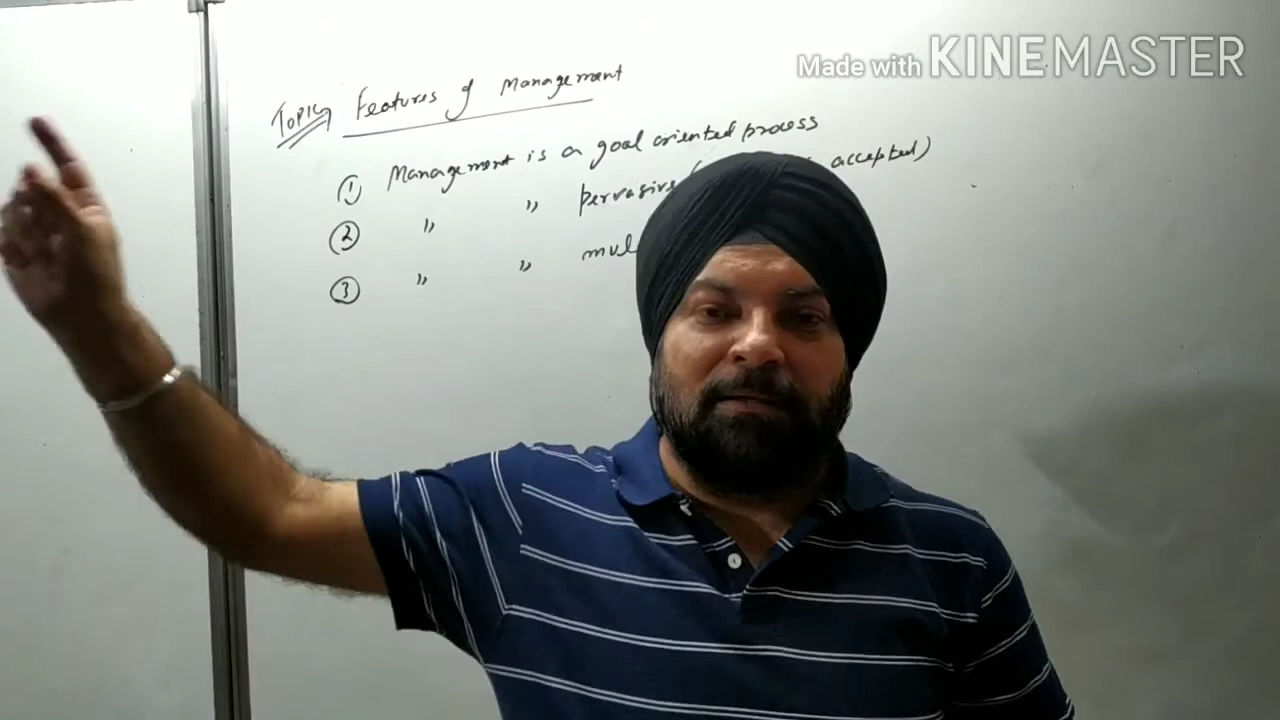 Made with KINEMASTER
TOPIC Features of Management
① Management is a goal oriented process
② " " pervasive ( accepted)
③ " " mul